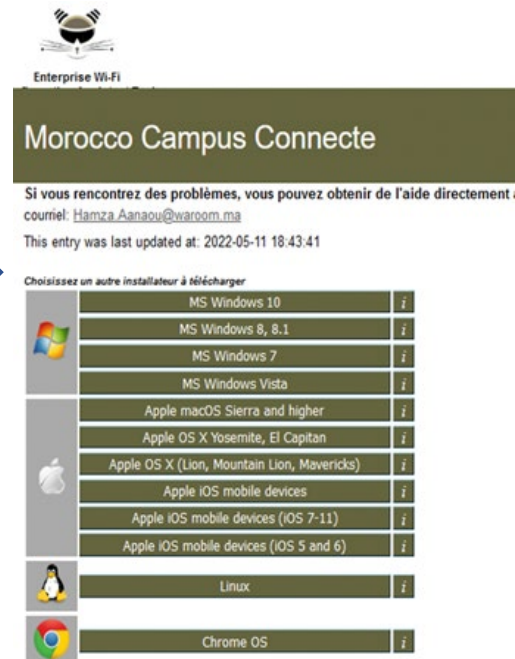 Enterprise Wi-Fi
Morocco Campus Connecte
Si vous rencontrez des problèmes, vous pouvez obtenir de l'aide directement
courriel: Hamza.Aanaou@waroom.ma
This entry was last updated at: 2022-05-11 18:43:41
Choisissez un autre installateur à télécharger
MS Windows 10 i
MS Windows 8, 8.1 i
MS Windows 7 i
MS Windows Vista i
Apple macOS Sierra and higher i
Apple OS X Yosemite, El Capitan i
Apple OS X (Lion, Mountain Lion, Mavericks) i
Apple iOS mobile devices i
Apple iOS mobile devices (iOS 7-11) i
Apple iOS mobile devices (iOS 5 and 6) i
Linux i
Chrome OS i